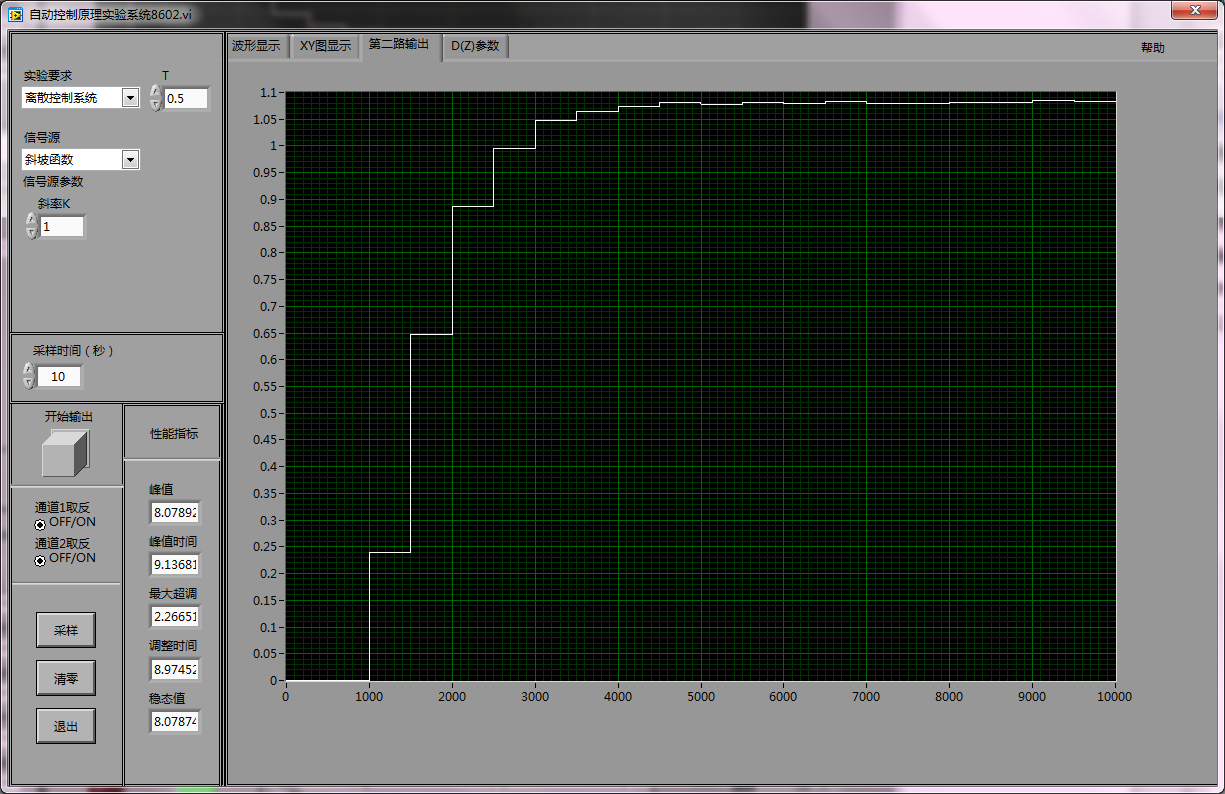 自动控制原理实验系统8602.vi
波形显示
XY图显示
第二路输出
D(Z)参数
帮助
实验要求
T
离散控制系统
0.5
信号源
斜坡函数
信号源参数
斜率K
1
采样时间（秒）
10
开始输出
性能指标
通道1取反
OFF/ON
通道2取反
OFF/ON
采样
清零
退出
峰值
8.07892
峰值时间
9.13681
最大超调
2.26651
调整时间
8.97452
稳态值
8.07874
1.1
1.05
1
0.95
0.9
0.85
0.8
0.75
0.7
0.65
0.6
0.55
0.5
0.45
0.4
0.35
0.3
0.25
0.2
0.15
0.1
0.05
0
0 1000 2000 3000 4000 5000 6000 7000 8000 9000 10000